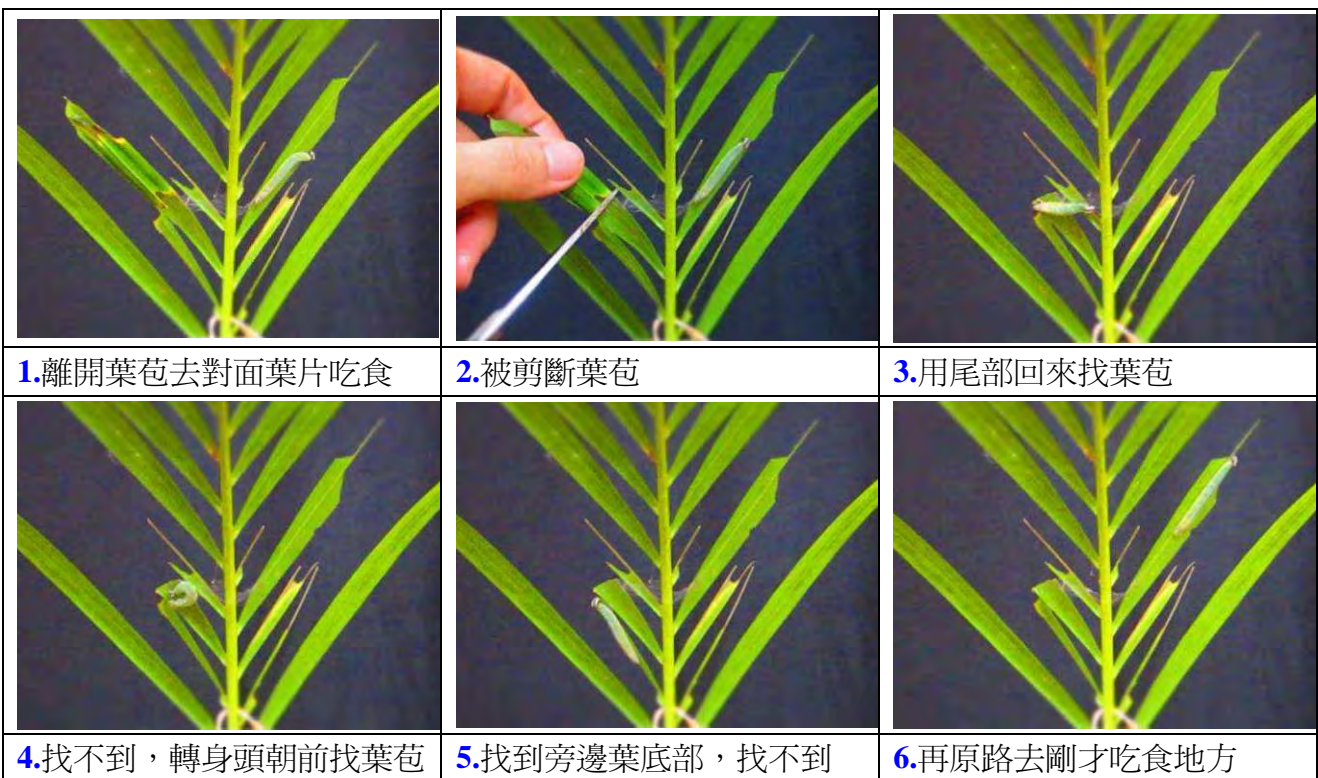 1.離開葉苞去對面葉片吃食
2.被剪斷葉苞
3.用尾部回來找葉苞
4.找不到，轉身頭朝前找葉苞
5.找到旁邊葉底部，找不到
6.再原路去剛才吃食地方